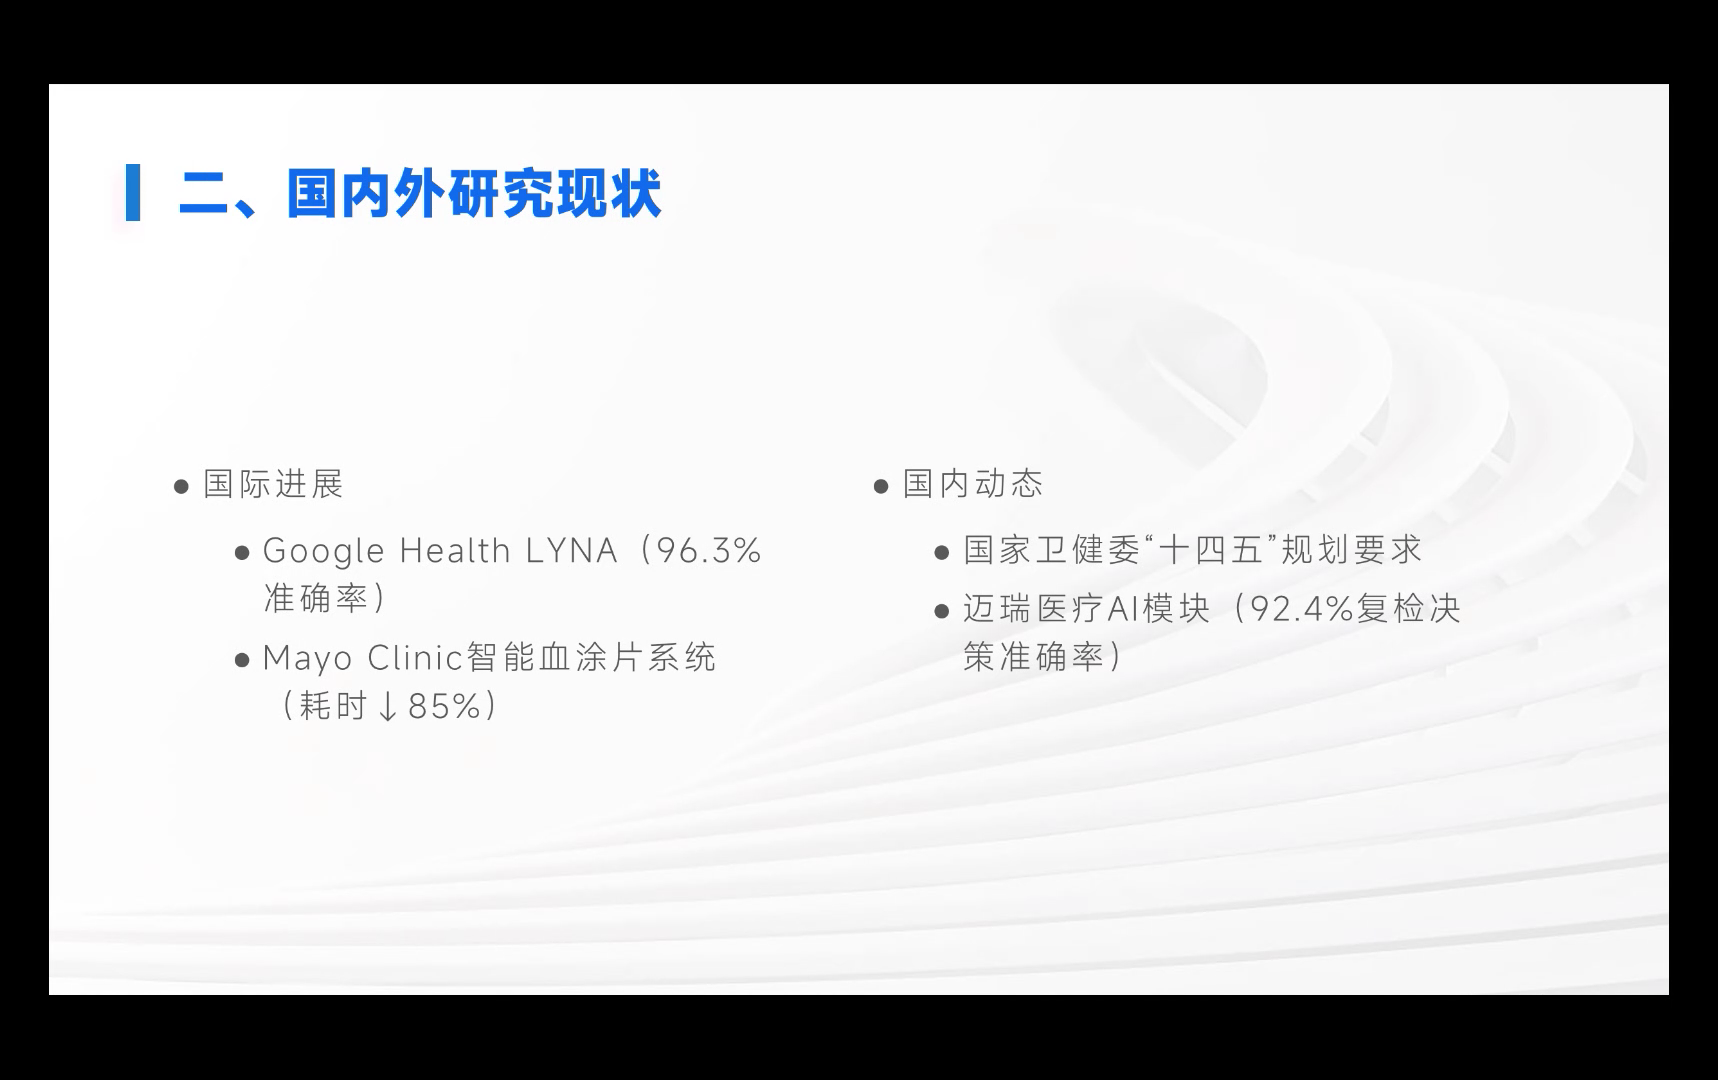 二、国内外研究现状
国际进展
Google Health LYNA（96.3%
准确率）
Mayo Clinic智能血涂片系统
（耗时↓85%）
国内动态
国家卫健委“十四五”规划要求
迈瑞医疗AI模块（92.4%复检决
策准确率）